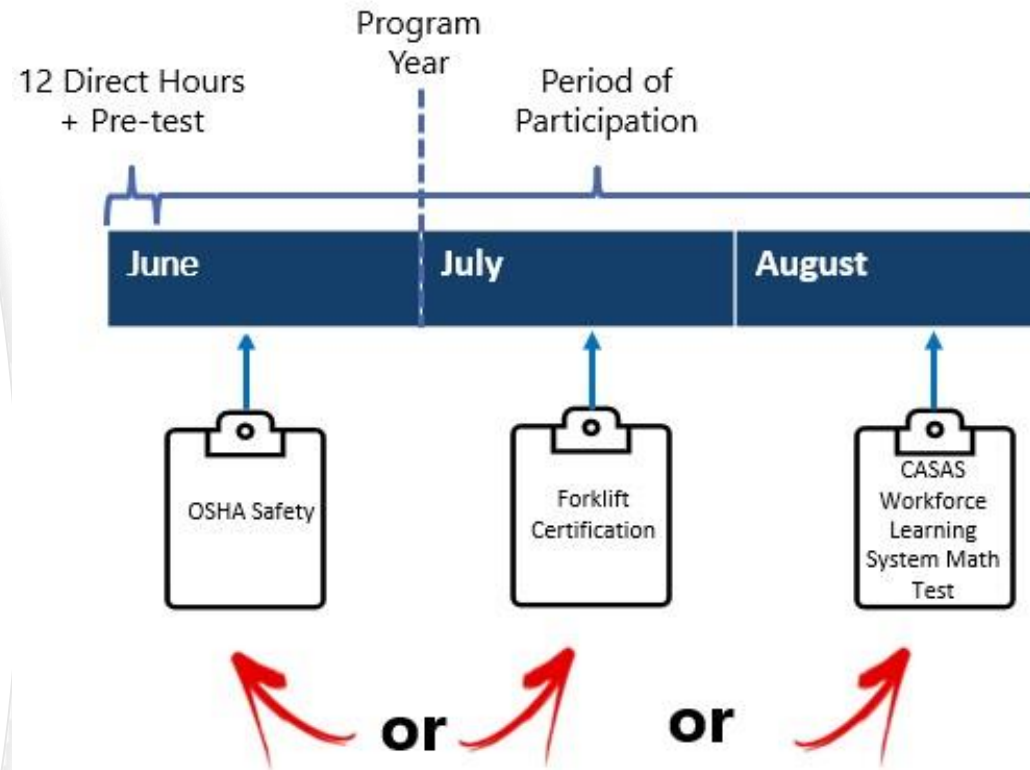 Program
Year
12 Direct Hours
+ Pre-test
Period of
Participation
June
July
August
OSHA Safety
Forklift
Certification
CASAS
Workforce
Learning
System Math
Test
or
or